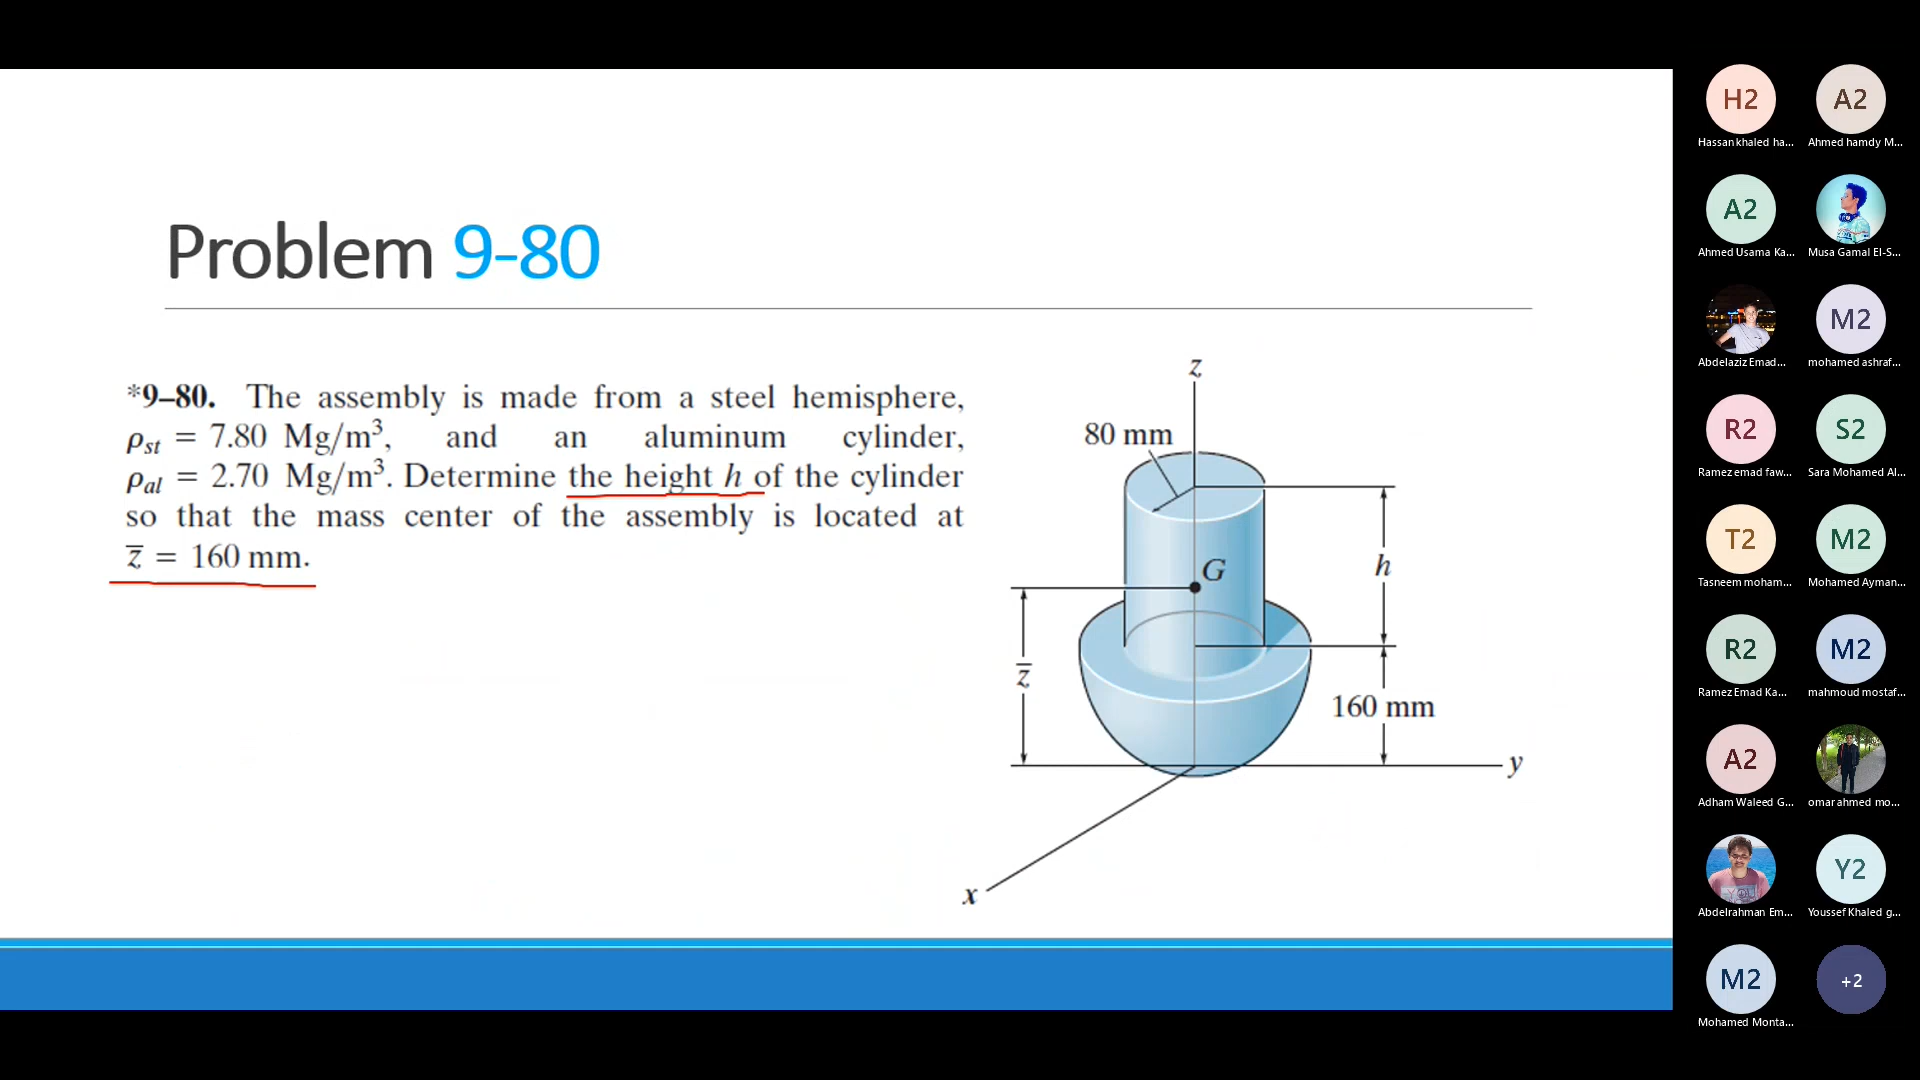 Problem 9-80
*9–80. The assembly is made from a steel hemisphere,
ρst = 7.80 Mg/m³, and an aluminum cylinder,
ρal = 2.70 Mg/m³. Determine the height h of the cylinder
so that the mass center of the assembly is located at
z̅ = 160 mm.
z
80 mm
G
h
z̅
160 mm
y
x
H2
A2
Hassan khaled ha...
Ahmed hamdy M...
A2
Ahmed Usama Ka...
Musa Gamal El-S...
M2
Abdelaziz Emad...
mohamed ashraf...
R2
S2
Ramez emad faw...
Sara Mohamed Al...
T2
M2
Tasneem moham...
Mohamed Ayman...
R2
M2
Ramez Emad Ka...
mahmoud mostaf...
A2
Adham Waleed G...
omar ahmed mo...
Y2
Abdelrahman Em...
Youssef Khaled g...
M2
+2
Mohamed Monta...